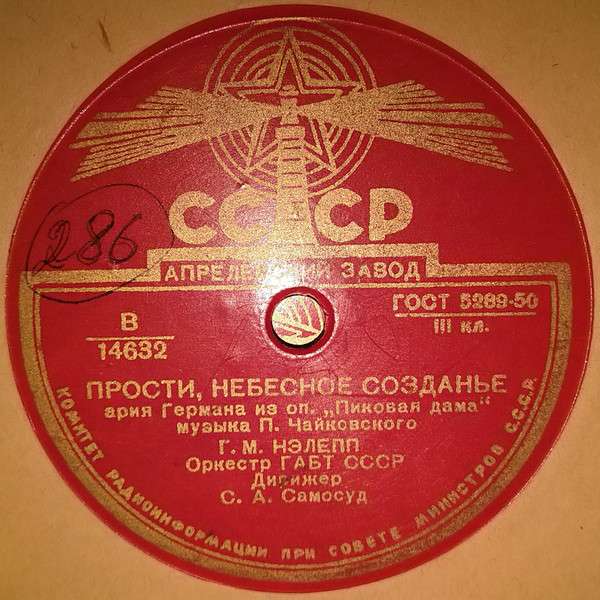 СССР
286
АПРЕЛЕВСКИЙ ЗАВОД
В
14632
ГОСТ 5289-50
III кл.
ПРОСТИ, НЕБЕСНОЕ СОЗДАНЬЕ
ария Германа из оп. „Пиковая дама"
музыка П. Чайковского
Г. М. НЭЛЕПП
Оркестр ГАБТ СССР
Дирижер
С. А. Самосуд
КОМИТЕТ РАДИОИНФОРМАЦИИ ПРИ СОВЕТЕ МИНИСТРОВ С.С.С.Р.